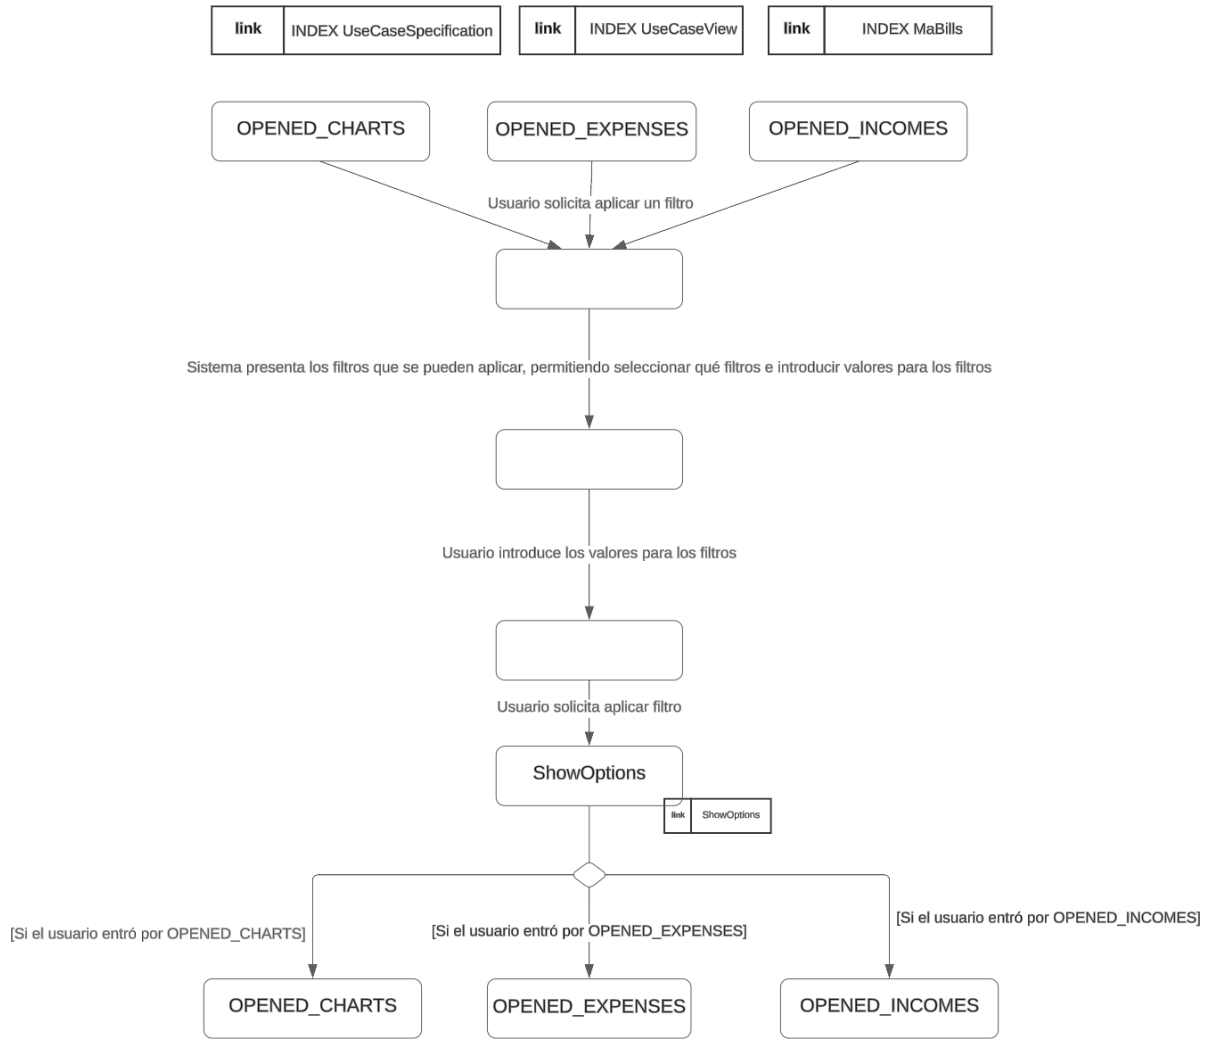 link INDEX UseCaseSpecification
link INDEX UseCaseView
link INDEX MaBills
OPENED_CHARTS
OPENED_EXPENSES
OPENED_INCOMES
Usuario solicita aplicar un filtro
Sistema presenta los filtros que se pueden aplicar, permitiendo seleccionar qué filtros e introducir valores para los filtros
Usuario introduce los valores para los filtros
Usuario solicita aplicar filtro
ShowOptions
link ShowOptions
[Si el usuario entró por OPENED_CHARTS]
[Si el usuario entró por OPENED_EXPENSES]
[Si el usuario entró por OPENED_INCOMES]
OPENED_CHARTS
OPENED_EXPENSES
OPENED_INCOMES